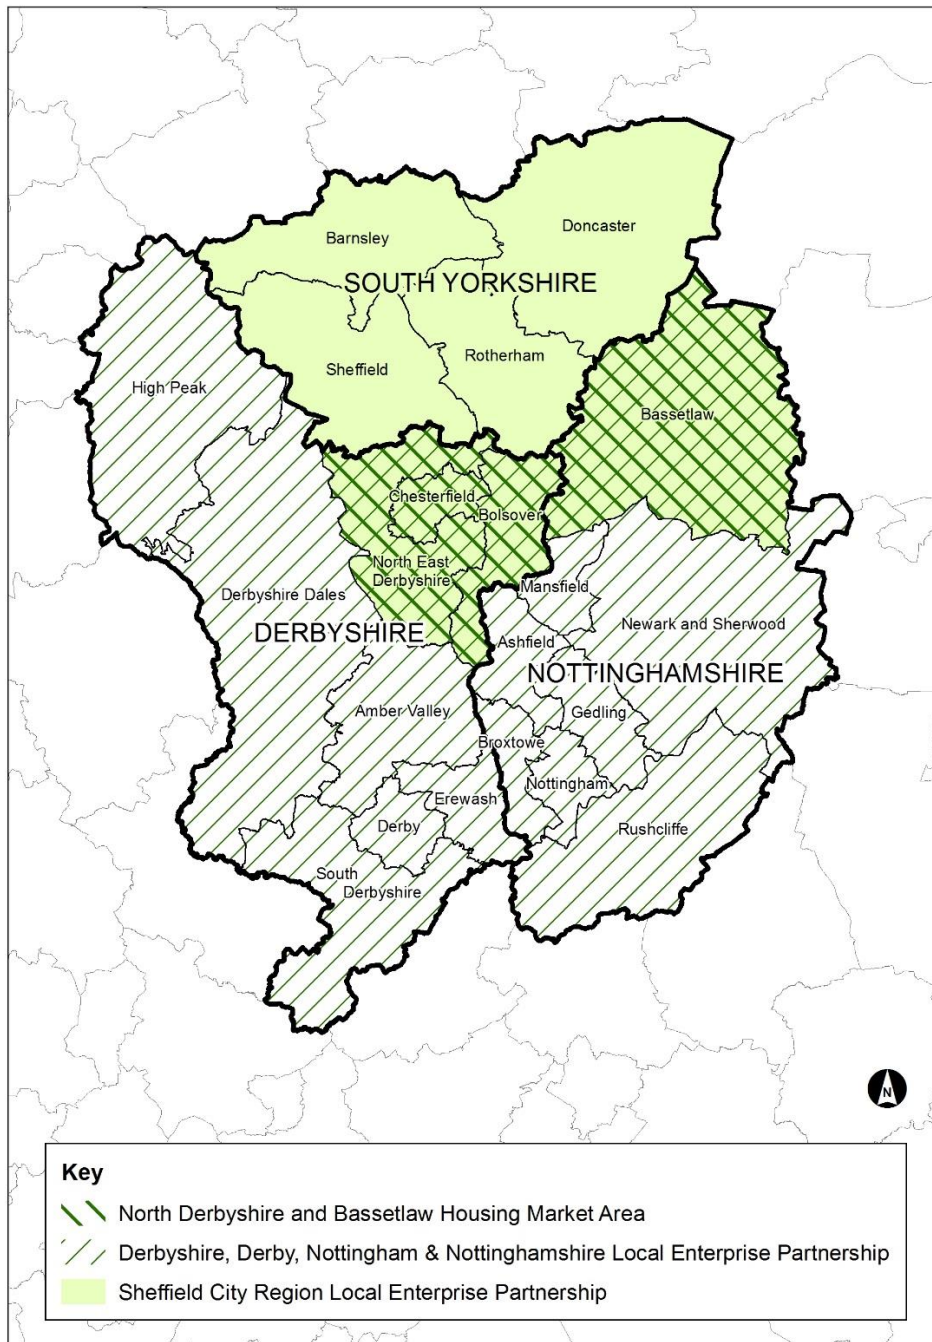 Doncaster
Barnsley
SOUTH YORKSHIRE
Rotherham
Sheffield
High Peak
Bassetlaw
Chesterfield
Bolsover
North East
Derbyshire
Mansfield
Derbyshire Dales
Newark and Sherwood
DERBYSHIRE
Ashfield
NOTTINGHAMSHIRE
Amber Valley
Gedling
Broxtowe
Nottingham
Erewash
Derby
Rushcliffe
South
Derbyshire
N
Key
North Derbyshire and Bassetlaw Housing Market Area
Derbyshire, Derby, Nottingham & Nottinghamshire Local Enterprise Partnership
Sheffield City Region Local Enterprise Partnership